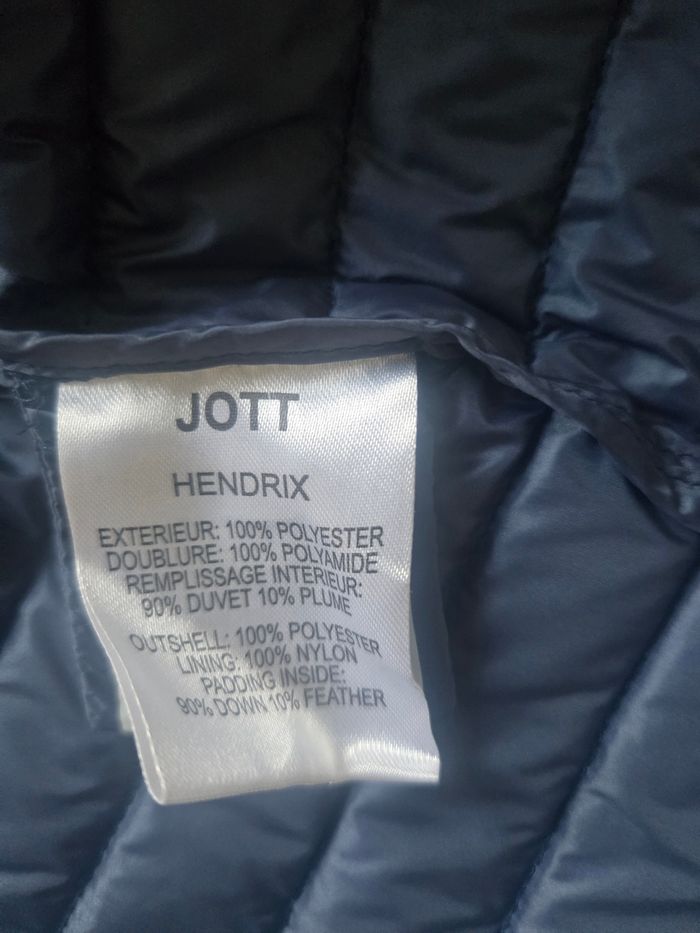 JOTT
HENDRIX
EXTERIEUR: 100% POLYESTER
DOUBLURE: 100% POLYAMIDE
REMPLISSAGE INTERIEUR:
90% DUVET 10% PLUME
OUTSHELL: 100% POLYESTER
LINING: 100% NYLON
PADDING INSIDE:
90% DOWN 10% FEATHER